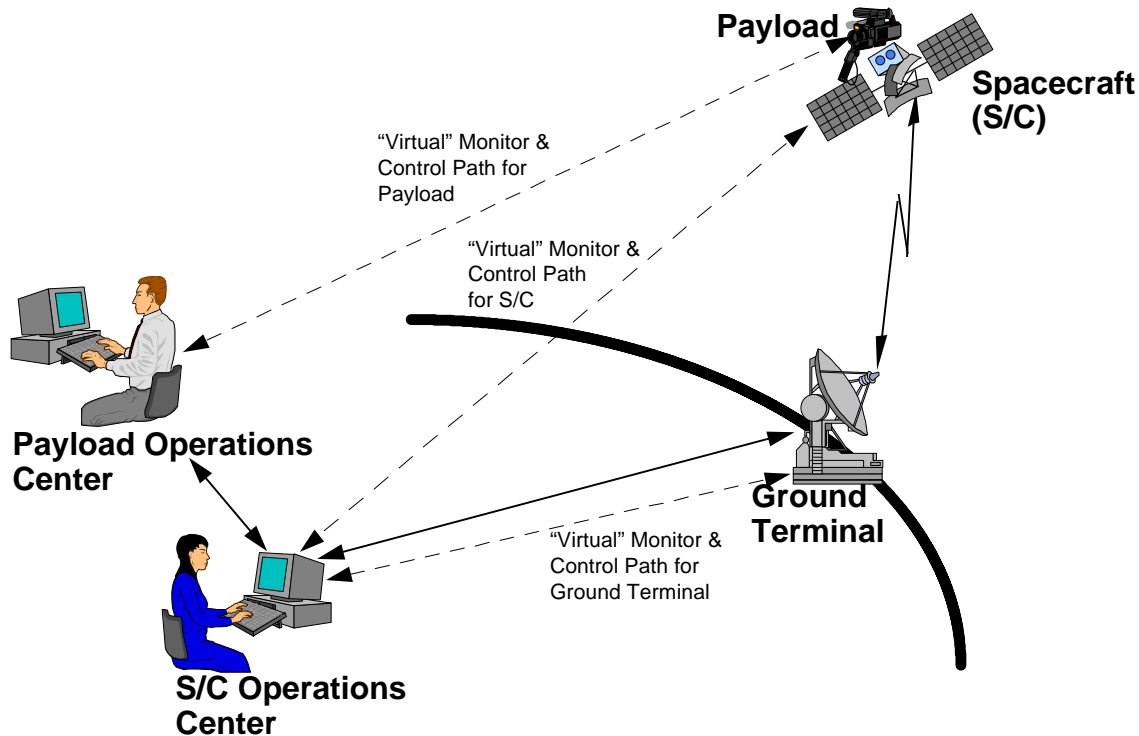 Payload
Spacecraft
(S/C)
“Virtual” Monitor &
Control Path for
Payload
“Virtual” Monitor &
Control Path
for S/C
Payload Operations
Center
Ground
Terminal
“Virtual” Monitor &
Control Path for
Ground Terminal
S/C Operations
Center